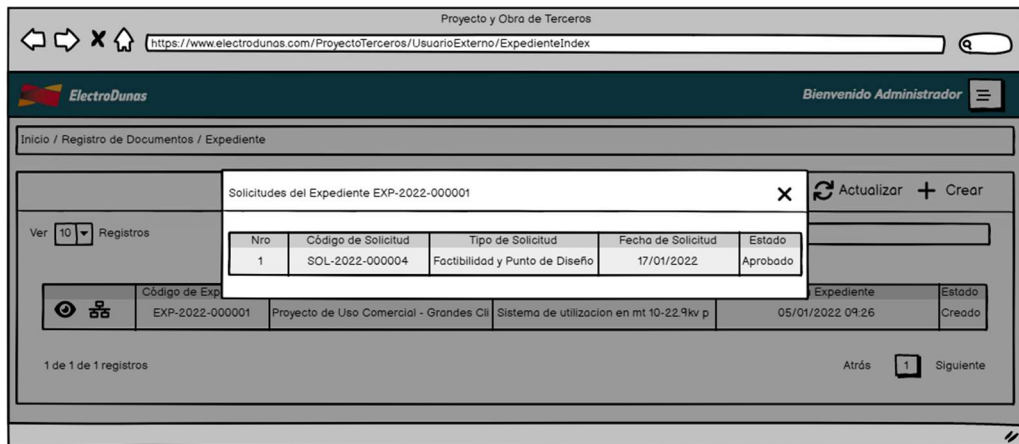 Proyecto y Obra de Terceros
https://www.electrodunas.com/ProyectoTerceros/UsuarioExterno/ExpedienteIndex
ElectroDunas
Bienvenido Administrador
Inicio / Registro de Documentos / Expediente
Solicitudes del Expediente EXP-2022-000001
Actualizar
Crear
Ver 10 Registros
Nro Código de Solicitud Tipo de Solicitud Fecha de Solicitud Estado
1 SOL-2022-000004 Factibilidad y Punto de Diseño 17/01/2022 Aprobado
Código de Exp Expediente Estado
EXP-2022-000001 Proyecto de Uso Comercial - Grandes Cli Sistema de utilizacion en mt 10-22.9kv p 05/01/2022 09:26 Creado
1 de 1 de 1 registros
Atrás 1 Siguiente